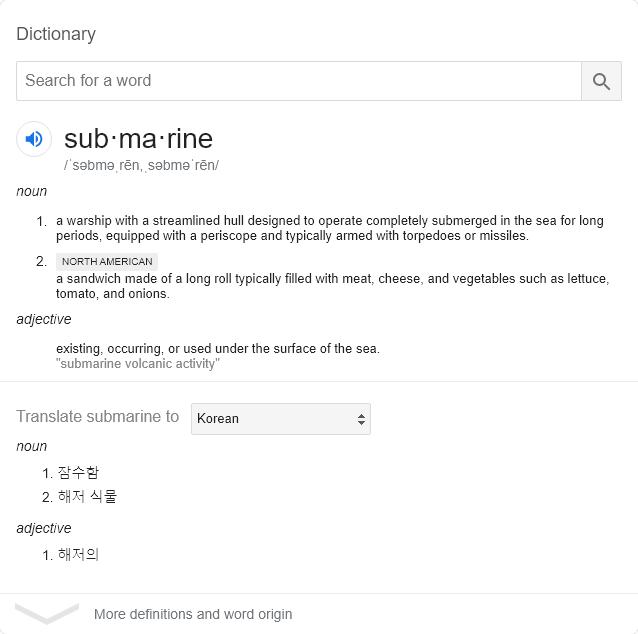 Dictionary
Search for a word
sub·ma·rine
/ˈsəbməˌrēn,ˌsəbməˈrēn/
noun
1. a warship with a streamlined hull designed to operate completely submerged in the sea for long
periods, equipped with a periscope and typically armed with torpedoes or missiles.
2. NORTH AMERICAN
a sandwich made of a long roll typically filled with meat, cheese, and vegetables such as lettuce,
tomato, and onions.
adjective
existing, occurring, or used under the surface of the sea.
"submarine volcanic activity"
Translate submarine to Korean
noun
1. 잠수함
2. 해저 식물
adjective
1. 해저의
More definitions and word origin